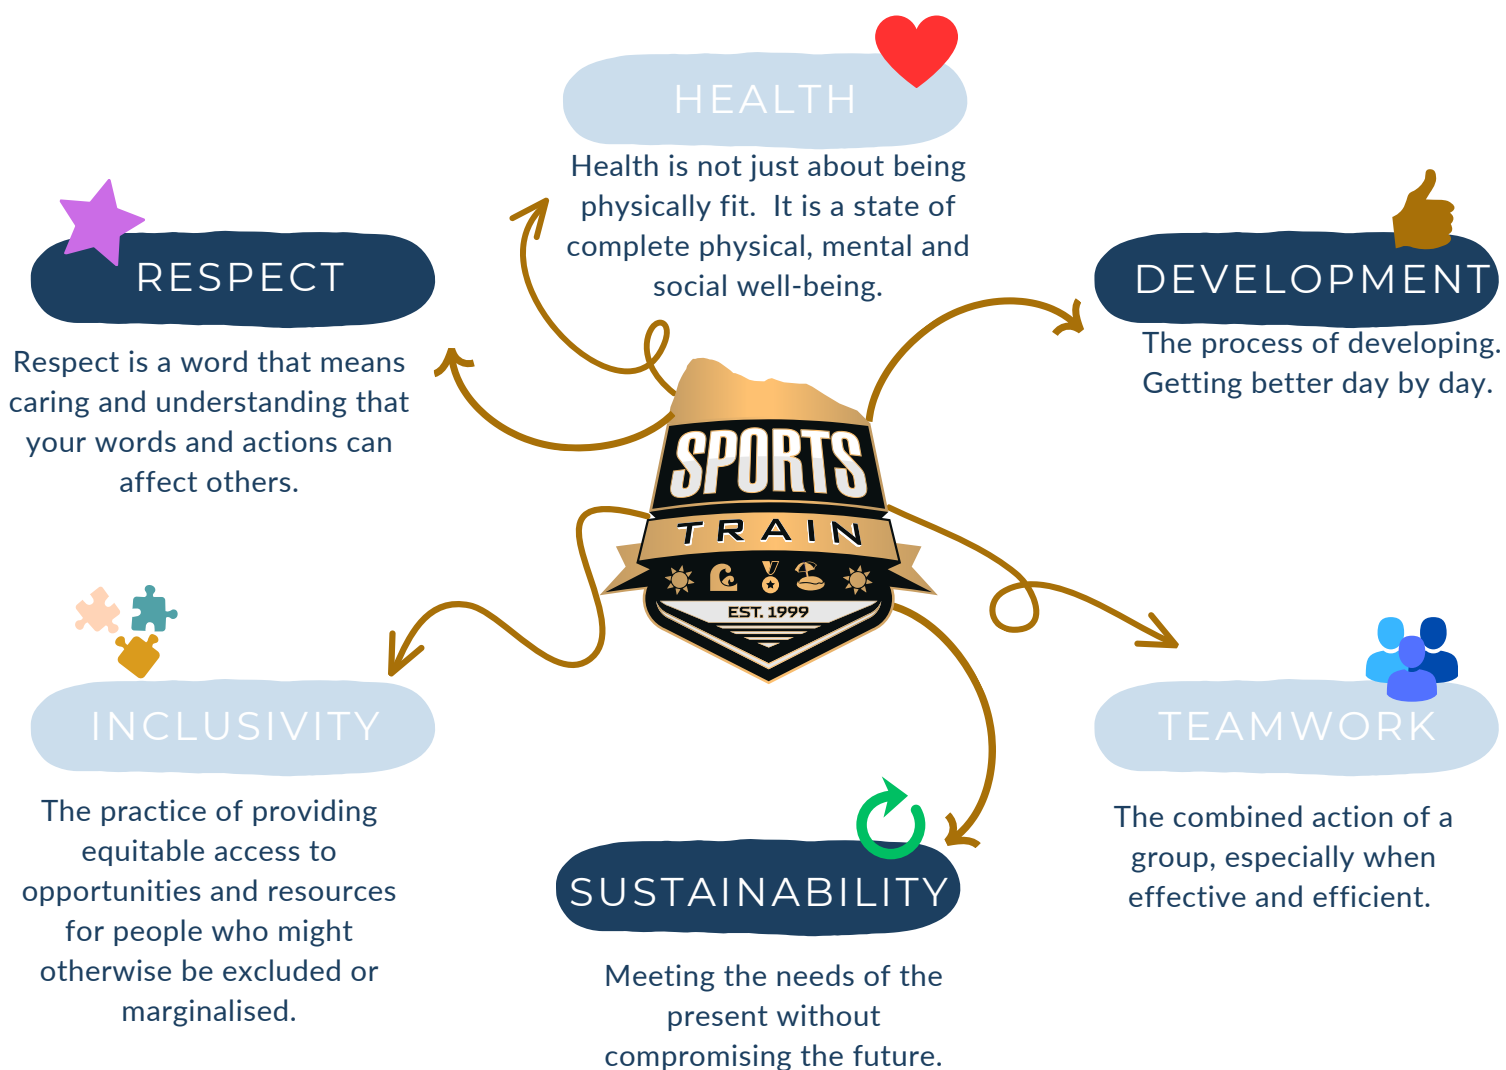 HEALTH
Health is not just about being
physically fit.  It is a state of
complete physical, mental and
social well-being.
RESPECT
Respect is a word that means
caring and understanding that
your words and actions can
affect others.
DEVELOPMENT
The process of developing.
Getting better day by day.
SPORTS
TRAIN
EST. 1999
INCLUSIVITY
The practice of providing
equitable access to
opportunities and resources
for people who might
otherwise be excluded or
marginalised.
TEAMWORK
The combined action of a
group, especially when
effective and efficient.
SUSTAINABILITY
Meeting the needs of the
present without
compromising the future.